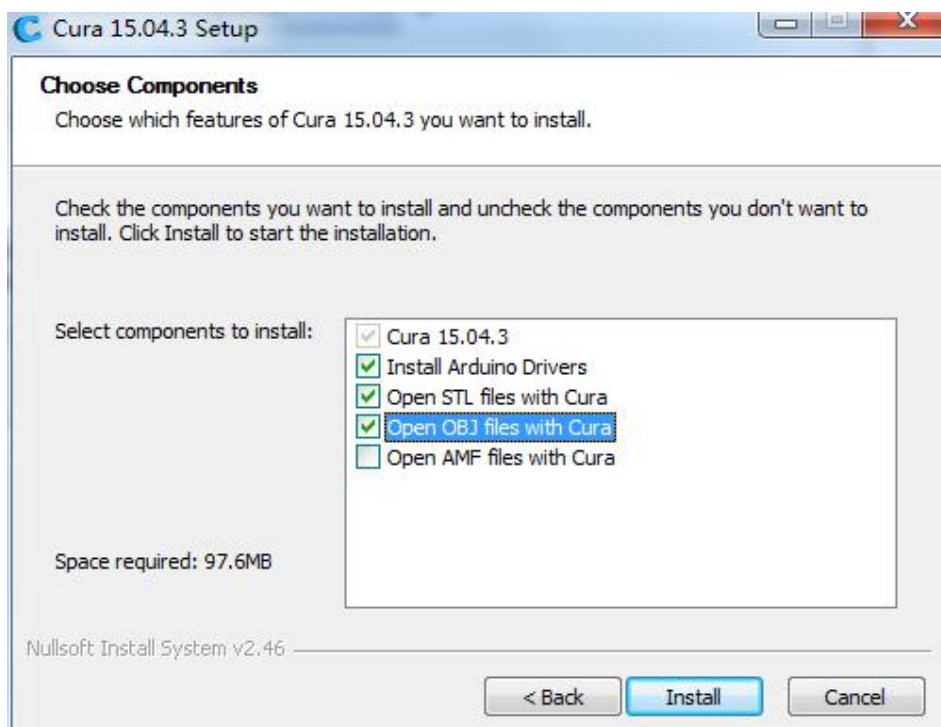 Cura 15.04.3 Setup
Choose Components
Choose which features of Cura 15.04.3 you want to install.
Check the components you want to install and uncheck the components you don't want to
install. Click Install to start the installation.
Select components to install:
Cura 15.04.3
Install Arduino Drivers
Open STL files with Cura
Open OBJ files with Cura
Open AMF files with Cura
Space required: 97.6MB
Nullsoft Install System v2.46
< Back
Install
Cancel